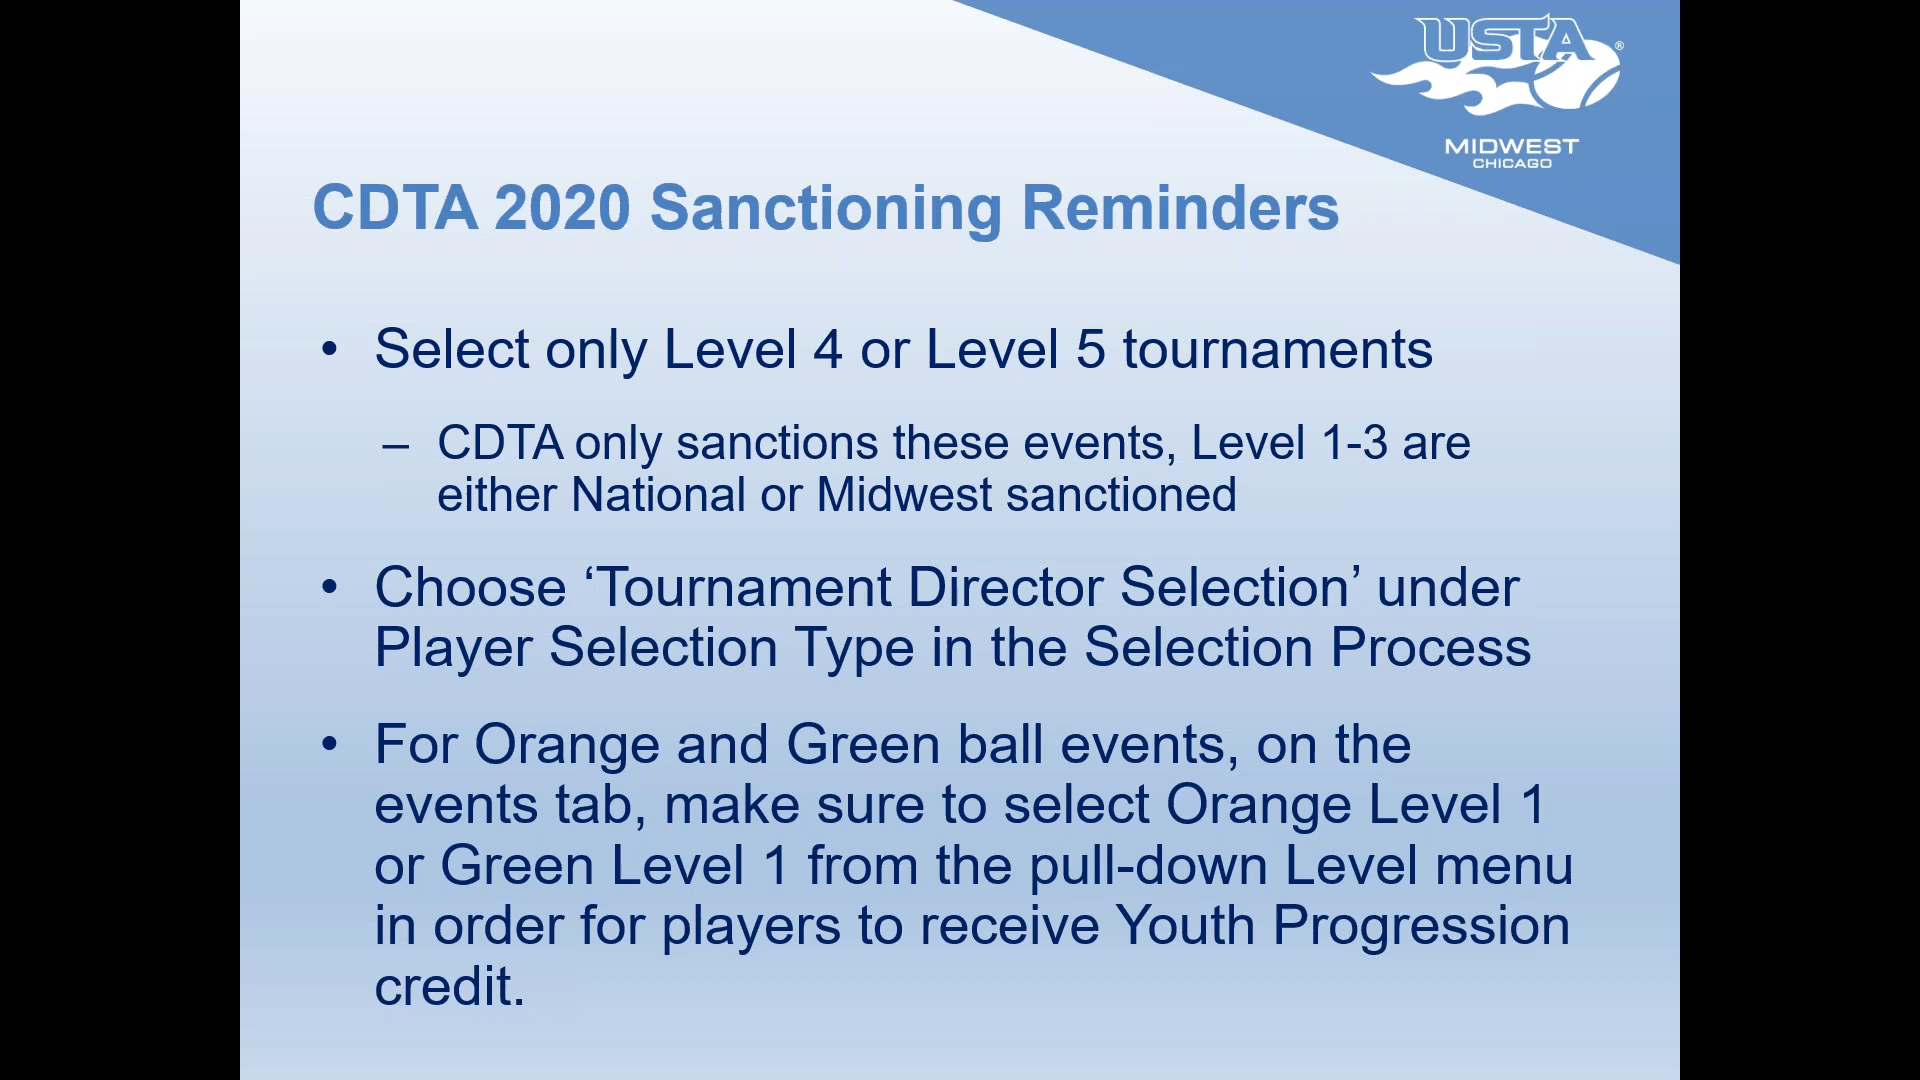 USTA®
MIDWEST
CHICAGO
CDTA 2020 Sanctioning Reminders
• Select only Level 4 or Level 5 tournaments
– CDTA only sanctions these events, Level 1-3 are
either National or Midwest sanctioned
• Choose ‘Tournament Director Selection’ under
Player Selection Type in the Selection Process
• For Orange and Green ball events, on the
events tab, make sure to select Orange Level 1
or Green Level 1 from the pull-down Level menu
in order for players to receive Youth Progression
credit.